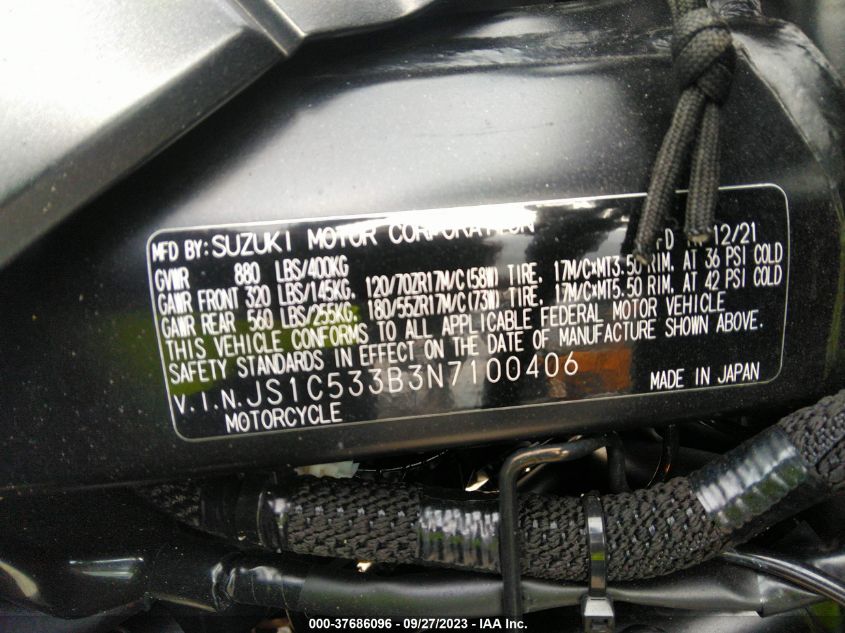 MFD BY: SUZUKI MOTOR CORPORATION 12/21
GVWR 880 LBS/400KG
GAWR FRONT 320 LBS/145KG, 120/70ZR17M/C(58W) TIRE, 17M/C×MT3.50 RIM, AT 36 PSI COLD
GAWR REAR 560 LBS/255KG, 180/55ZR17M/C(73W) TIRE, 17M/C×MT5.50 RIM, AT 42 PSI COLD
THIS VEHICLE CONFORMS TO ALL APPLICABLE FEDERAL MOTOR VEHICLE
SAFETY STANDARDS IN EFFECT ON THE DATE OF MANUFACTURE SHOWN ABOVE.
V.I.N. JS1C533B3N7100406 MADE IN JAPAN
MOTORCYCLE
000-37686096 - 09/27/2023 - IAA Inc.